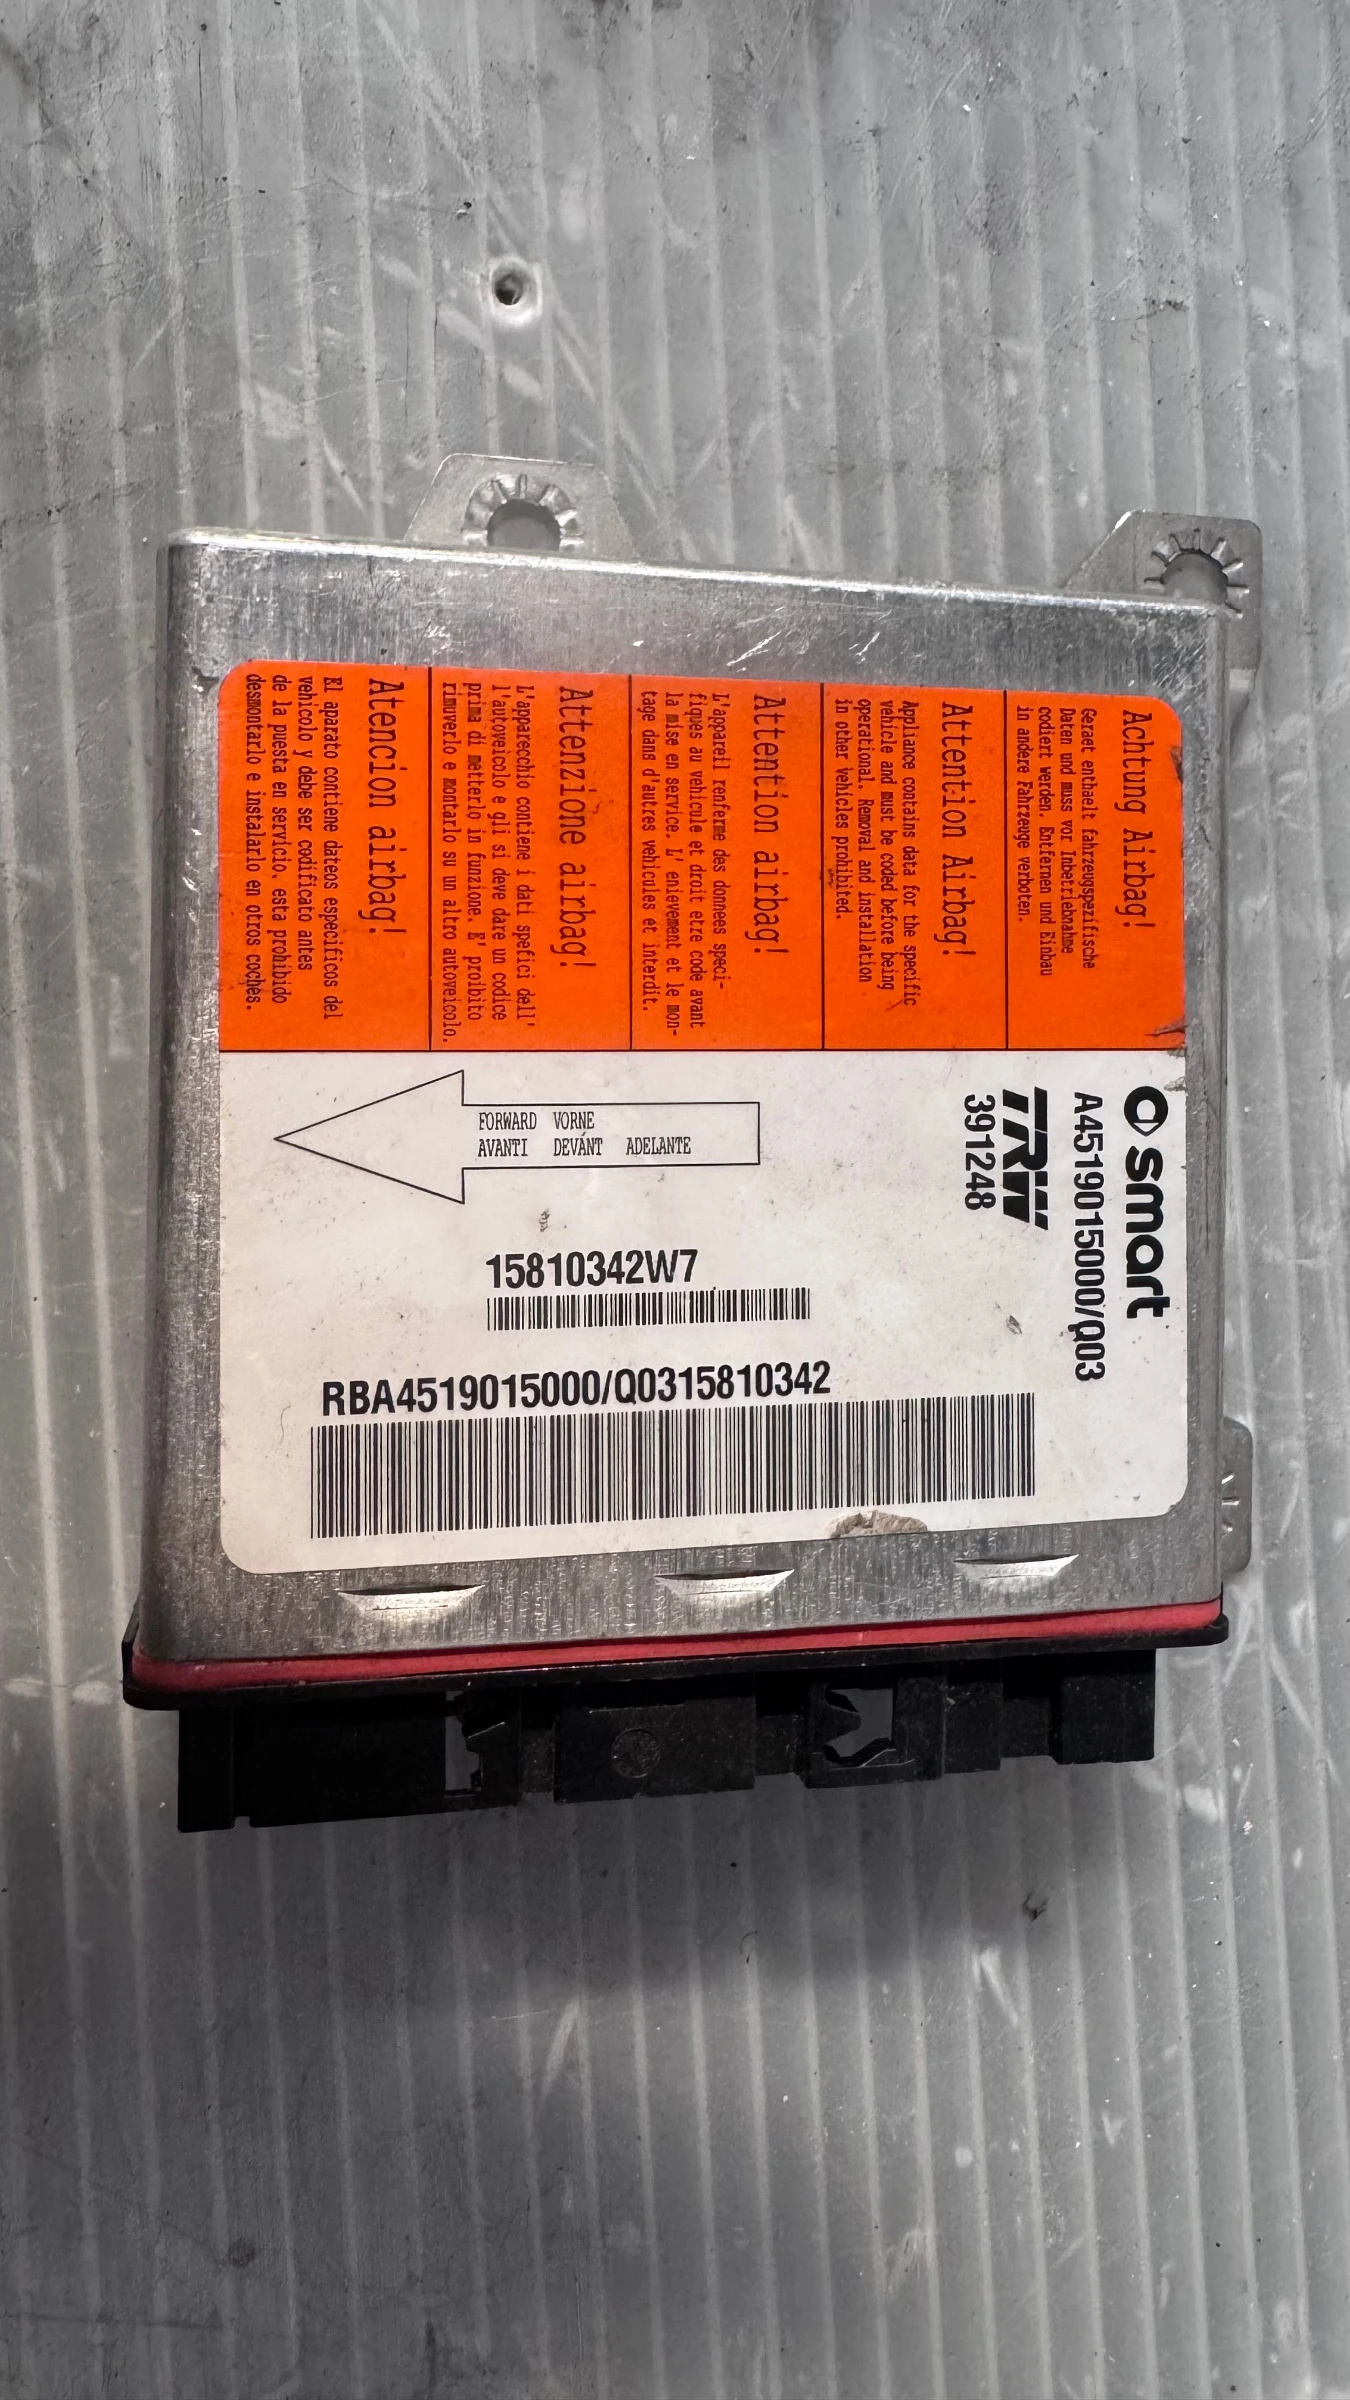 Achtung Airbag!
Geraet enthaelt fahrzeugspezifische
Daten und muss vor Inbetriebnahme
codiert werden. Entfernen und Einbau
in andere Fahrzeuge verboten.
Attention Airbag!
Appliance contains data for the specific
vehicle and must be coded before being
operational. Removal and installation
in other vehicles prohibited.
Attention airbag!
L'appareil renferme des donnees speci-
fiques au véhicule et droit etre code avant
la mise en service. L' enlevement et le mon-
tage dans d'autres vehicules et interdit.
Attenzione airbag!
L'apparecchio contiene i dati spefici dell'
l'autoveicolo e gli si deve dare un codice
prima di metterlo in funzione. E' proibito
rimuverlo e montarlo su un altro autoveicolo.
Atencion airbag!
El aparato contiene dateos especificos del
vehicolo y debe ser codificato antes
de la puesta en servicio. esta prohibido
desmontarlo e instalarlo en otros coches.
smart
A4519015000/Q03
TRW
391248
FORWARD VORNE
AVANTI DEVÁNT ADELANTE
15810342W7
RBA4519015000/Q0315810342